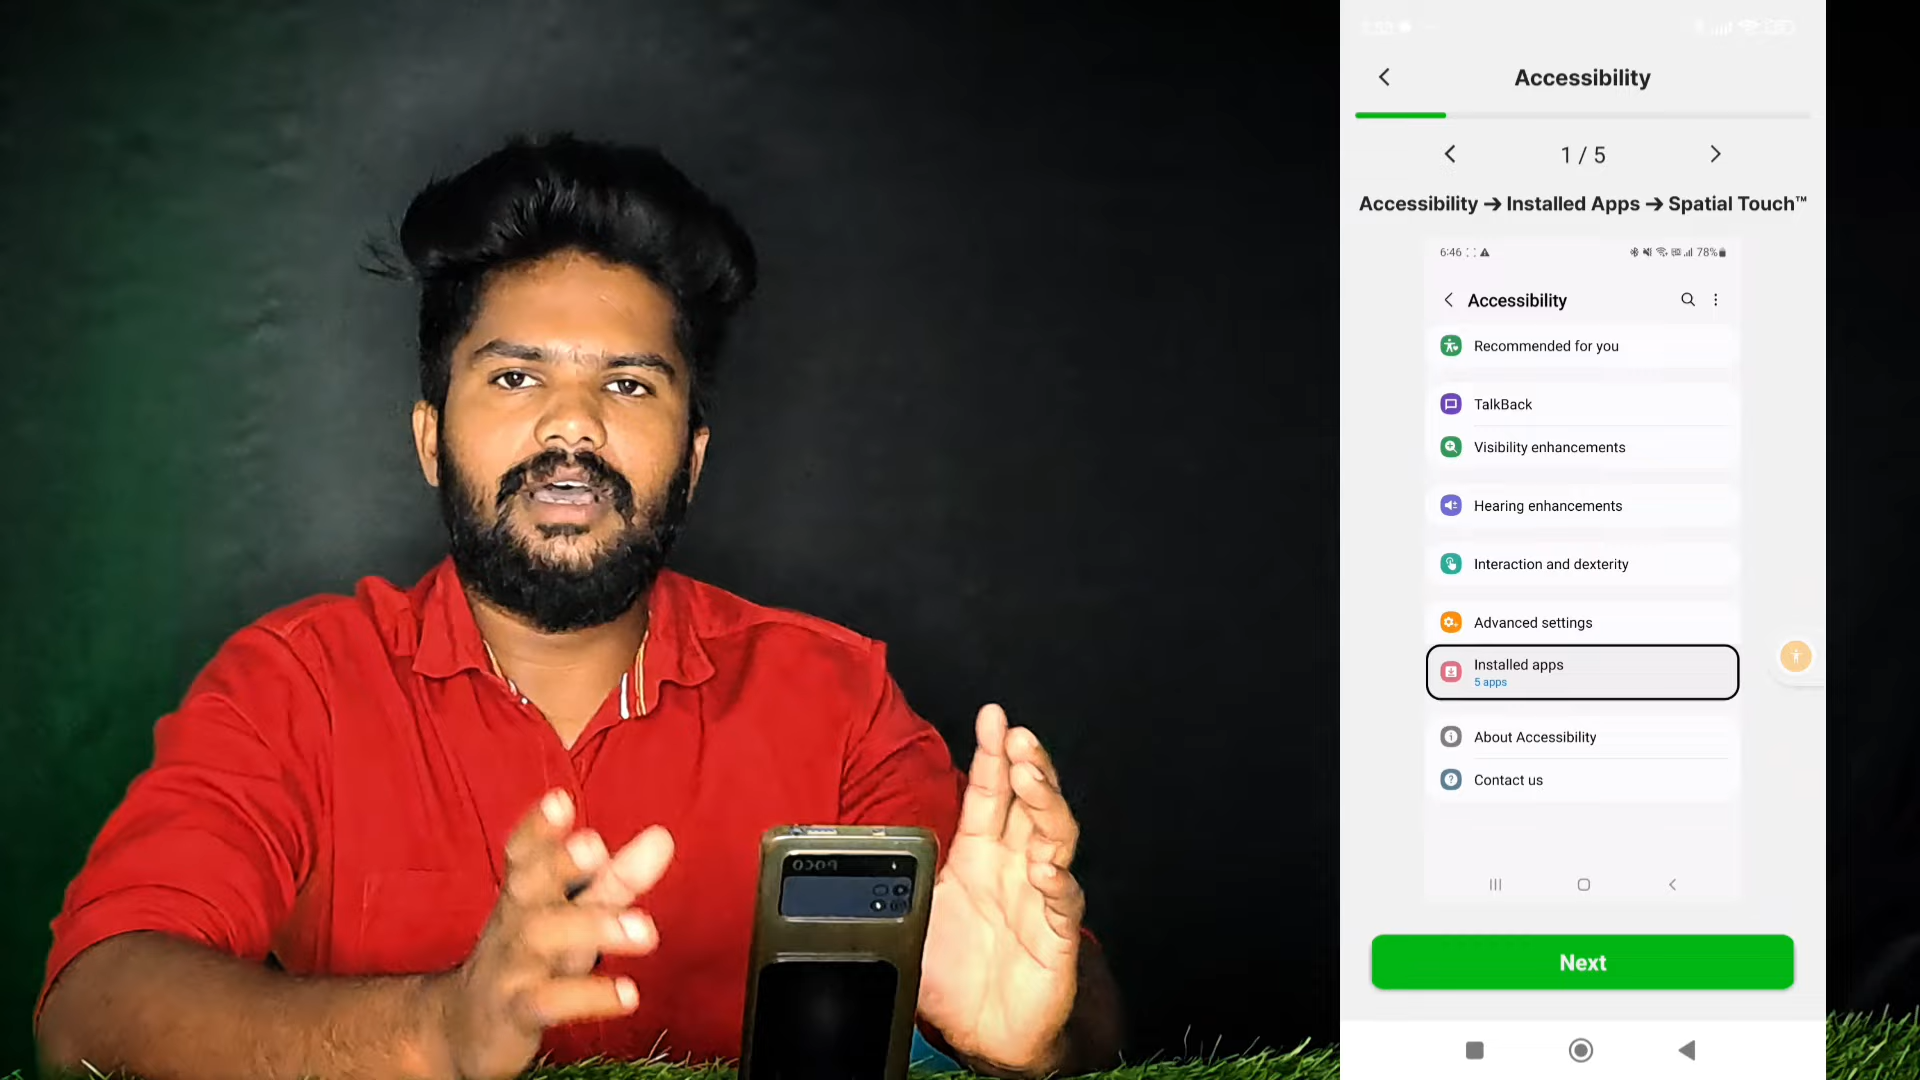 Accessibility
1 / 5
Accessibility → Installed Apps → Spatial Touch™
6:46
78%
Accessibility
Recommended for you
TalkBack
Visibility enhancements
Hearing enhancements
Interaction and dexterity
Advanced settings
Installed apps
5 apps
About Accessibility
Contact us
Next
POCO